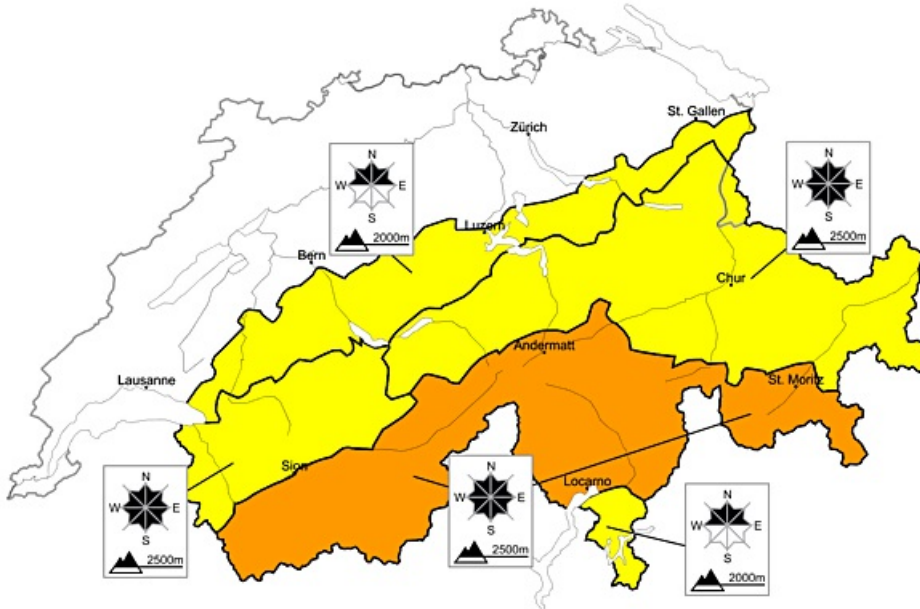 St. Gallen
Zürich
N
W E
S
2000m
N
W E
S
2500m
Luzern
Bern
Chur
Andermatt
Lausanne
St. Moritz
Sion
N
W E
S
2500m
N
W E
S
2500m
Locarno
N
W E
S
2000m